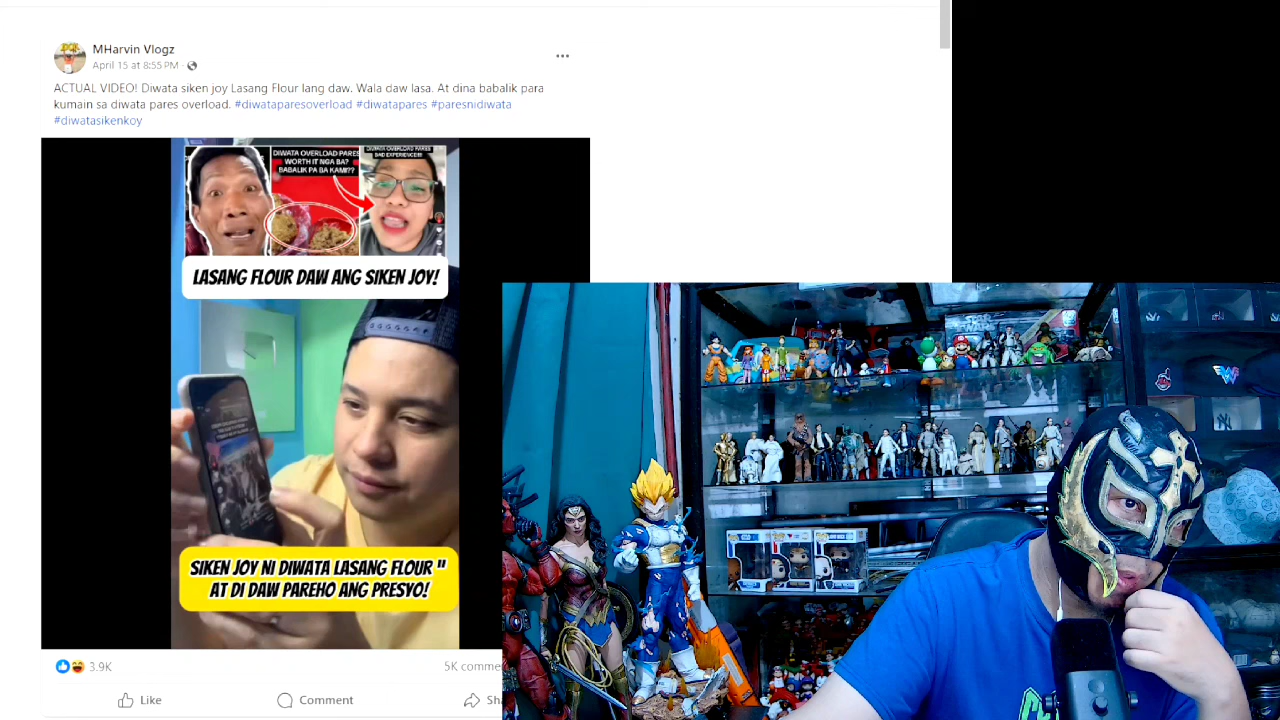 MHarvin Vlogz
April 15 at 8:55 PM
ACTUAL VIDEO! Diwata siken joy Lasang Flour lang daw. Wala daw lasa. At dina babalik para
kumain sa diwata pares overload. #diwataparesoverload #diwatapares #paresnidiwata
#diwatasikenkoy
DIWATA OVERLOAD PARES
WORTH IT NGA BA?
BABALIK PA BA KAMI??
DIWATA OVERLOAD PARES
BAD EXPERIENCE!!!
LASANG FLOUR DAW ANG SIKEN JOY!
SIKEN JOY NI DIWATA LASANG FLOUR "
AT DI DAW PAREHO ANG PRESYO!
3.9K
5K
Like
Comment
STAR
WARS